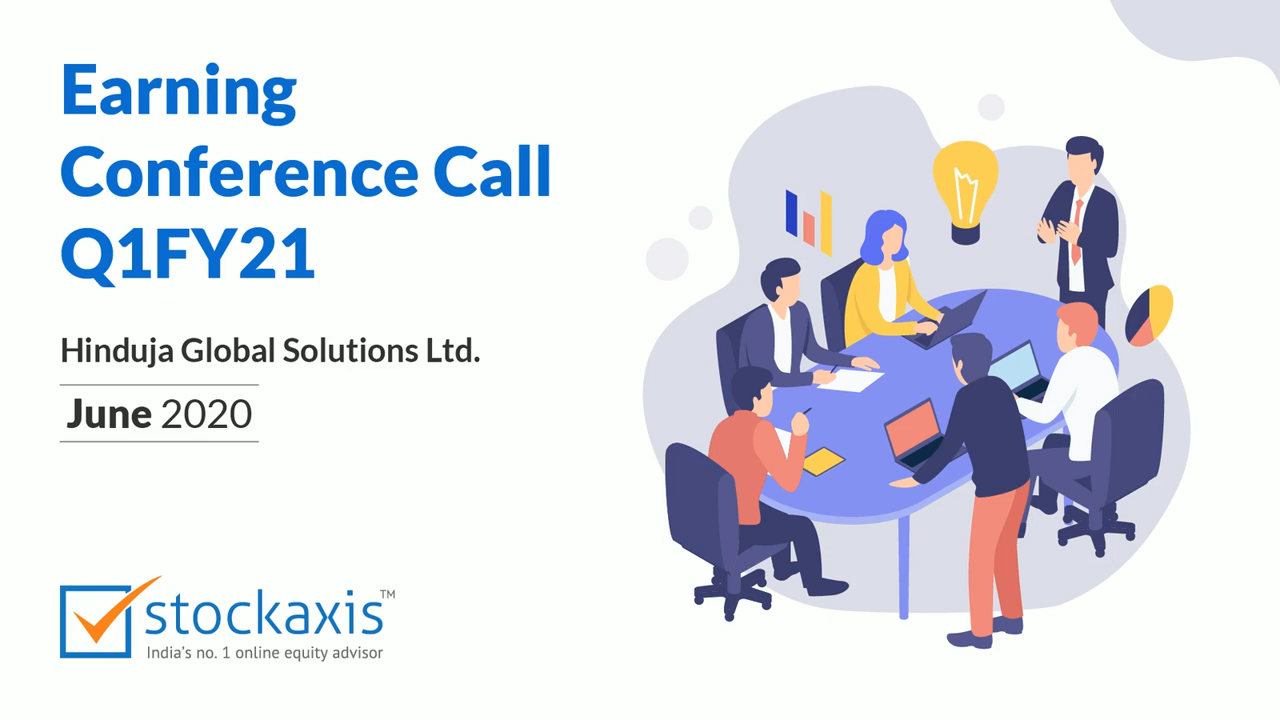 Earning
Conference Call
Q1FY21
Hinduja Global Solutions Ltd.
June 2020
stockaxis™
India's no. 1 online equity advisor